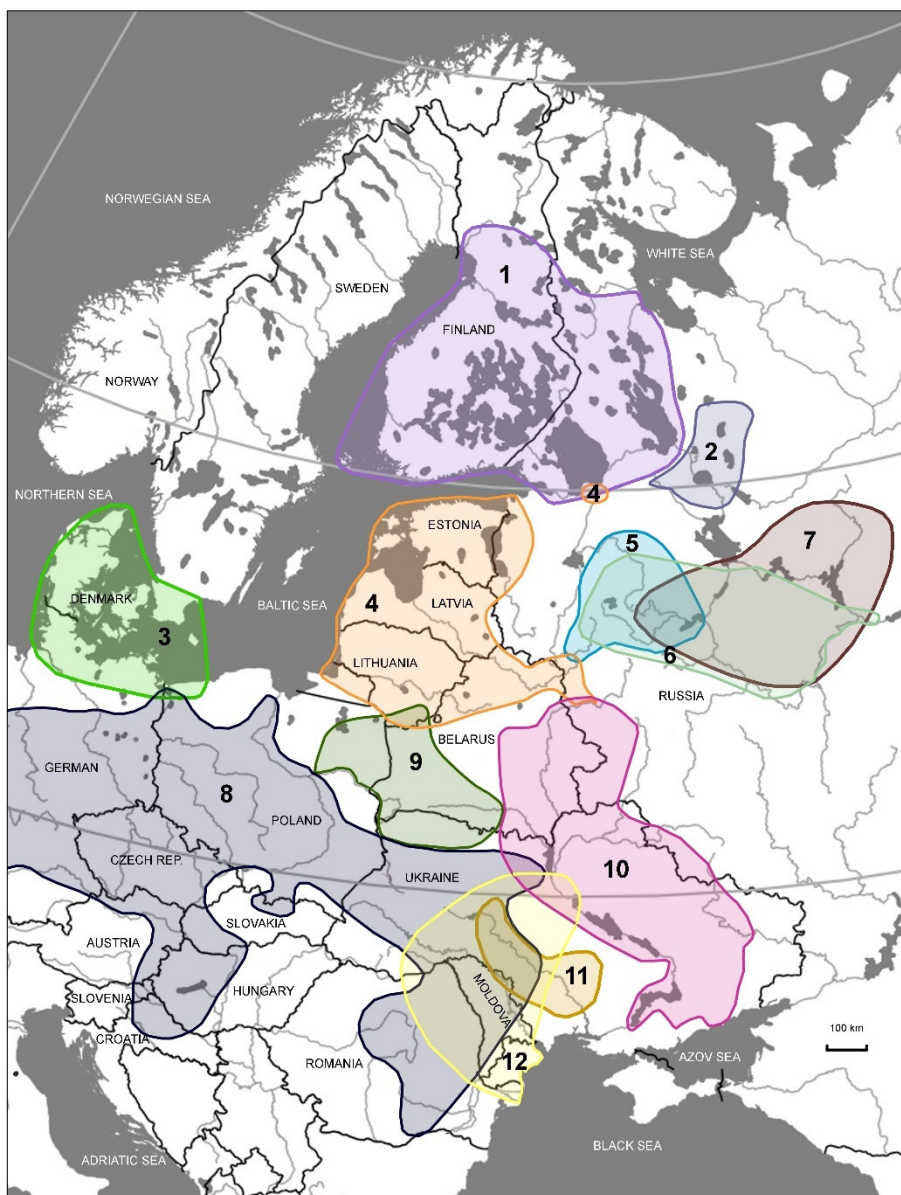 NORWEGIAN SEA
WHITE SEA
1
SWEDEN
FINLAND
NORWAY
2
NORTHERN SEA
4
ESTONIA
5
7
DENMARK
BALTIC SEA
4
LATVIA
3
LITHUANIA
6
RUSSIA
BELARUS
9
GERMAN
8
POLAND
CZECH REP.
UKRAINE
10
SLOVAKIA
AUSTRIA
11
HUNGARY
MOLDOVA
SLOVENIA
CROATIA
100 km
ROMANIA
12
AZOV SEA
BLACK SEA
ADRIATIC SEA